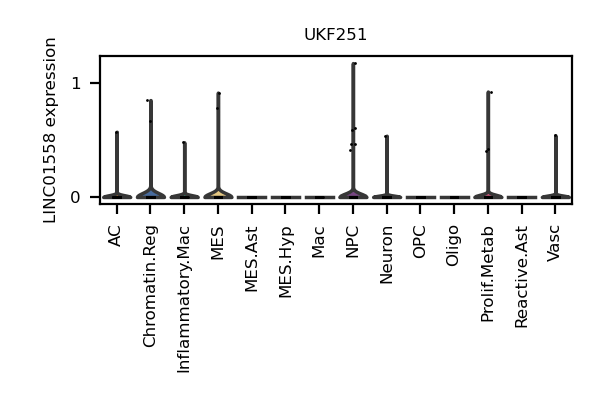 UKF251
LINC01558 expression
1
0
AC
Chromatin.Reg
Inflammatory.Mac
MES
MES.Ast
MES.Hyp
Mac
NPC
Neuron
OPC
Oligo
Prolif.Metab
Reactive.Ast
Vasc